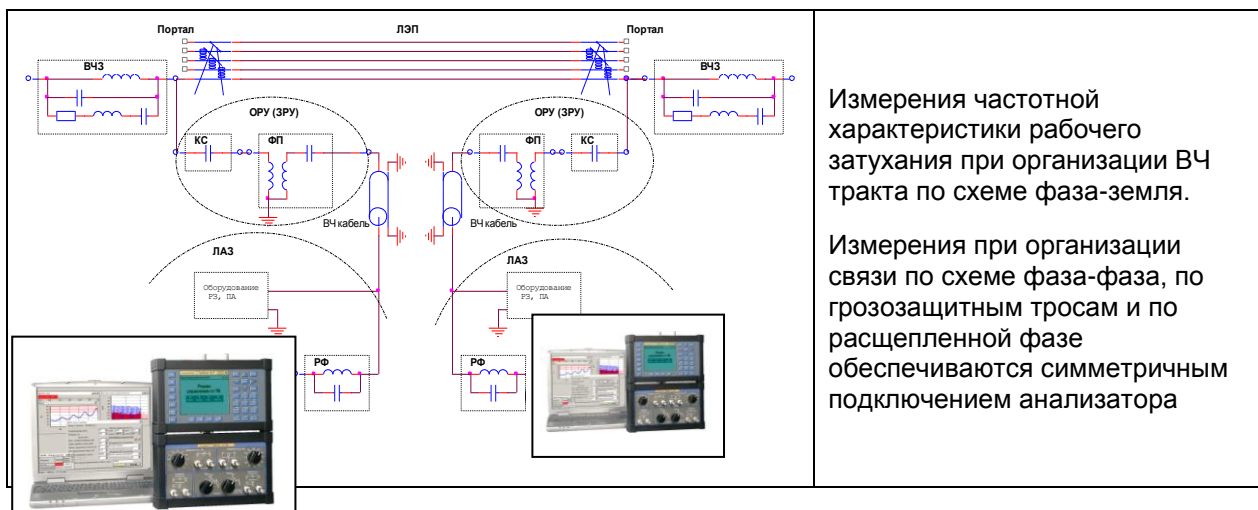 Портал
ЛЭП
Портал
ВЧЗ
ВЧЗ
ОРУ (ЗРУ)
ОРУ (ЗРУ)
КС
ФП
ФП
КС
ВЧ кабель
ВЧ кабель
ЛАЗ
ЛАЗ
Оборудование
РЗ, ПА
Оборудование
РЗ, ПА
РФ
РФ
Измерения частотной
характеристики рабочего
затухания при организации ВЧ
тракта по схеме фаза-земля.
Измерения при организации
связи по схеме фаза-фаза, по
грозозащитным тросам и по
расщепленной фазе
обеспечиваются симметричным
подключением анализатора